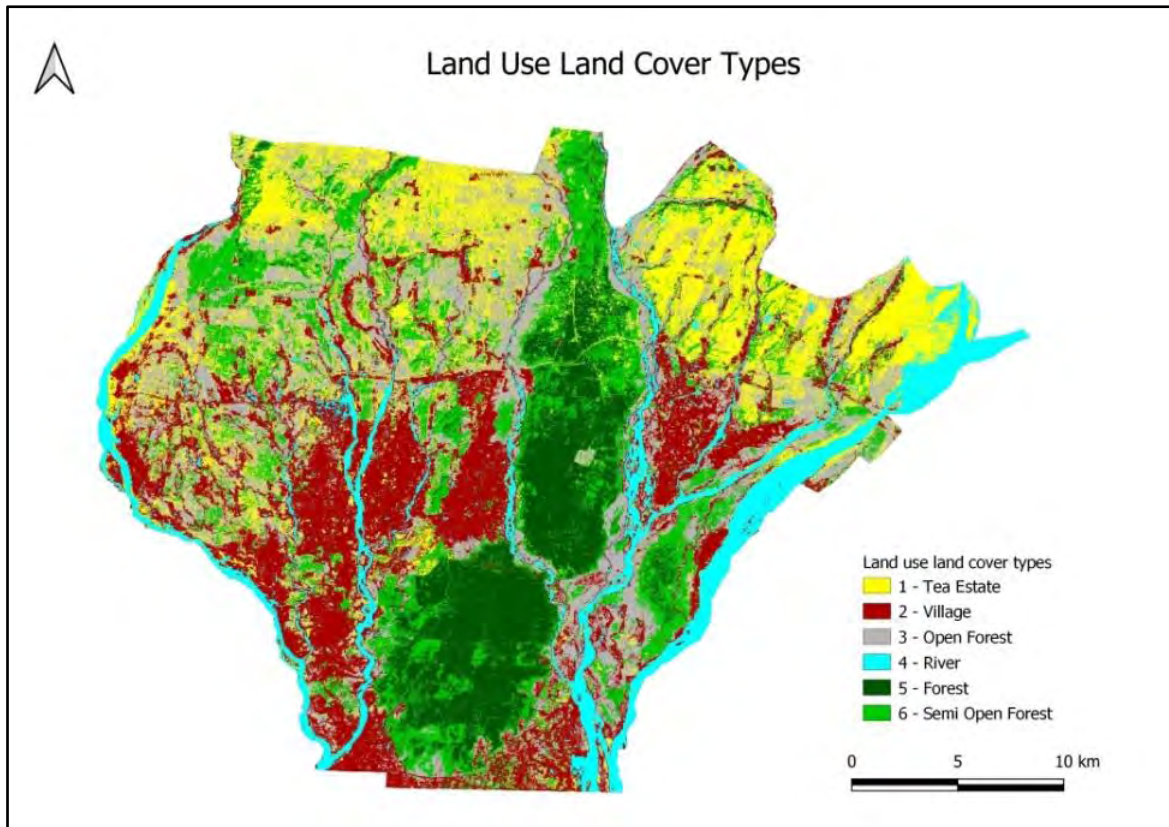 Land Use Land Cover Types
Land use land cover types
1 - Tea Estate
2 - Village
3 - Open Forest
4 - River
5 - Forest
6 - Semi Open Forest
0 5 10 km